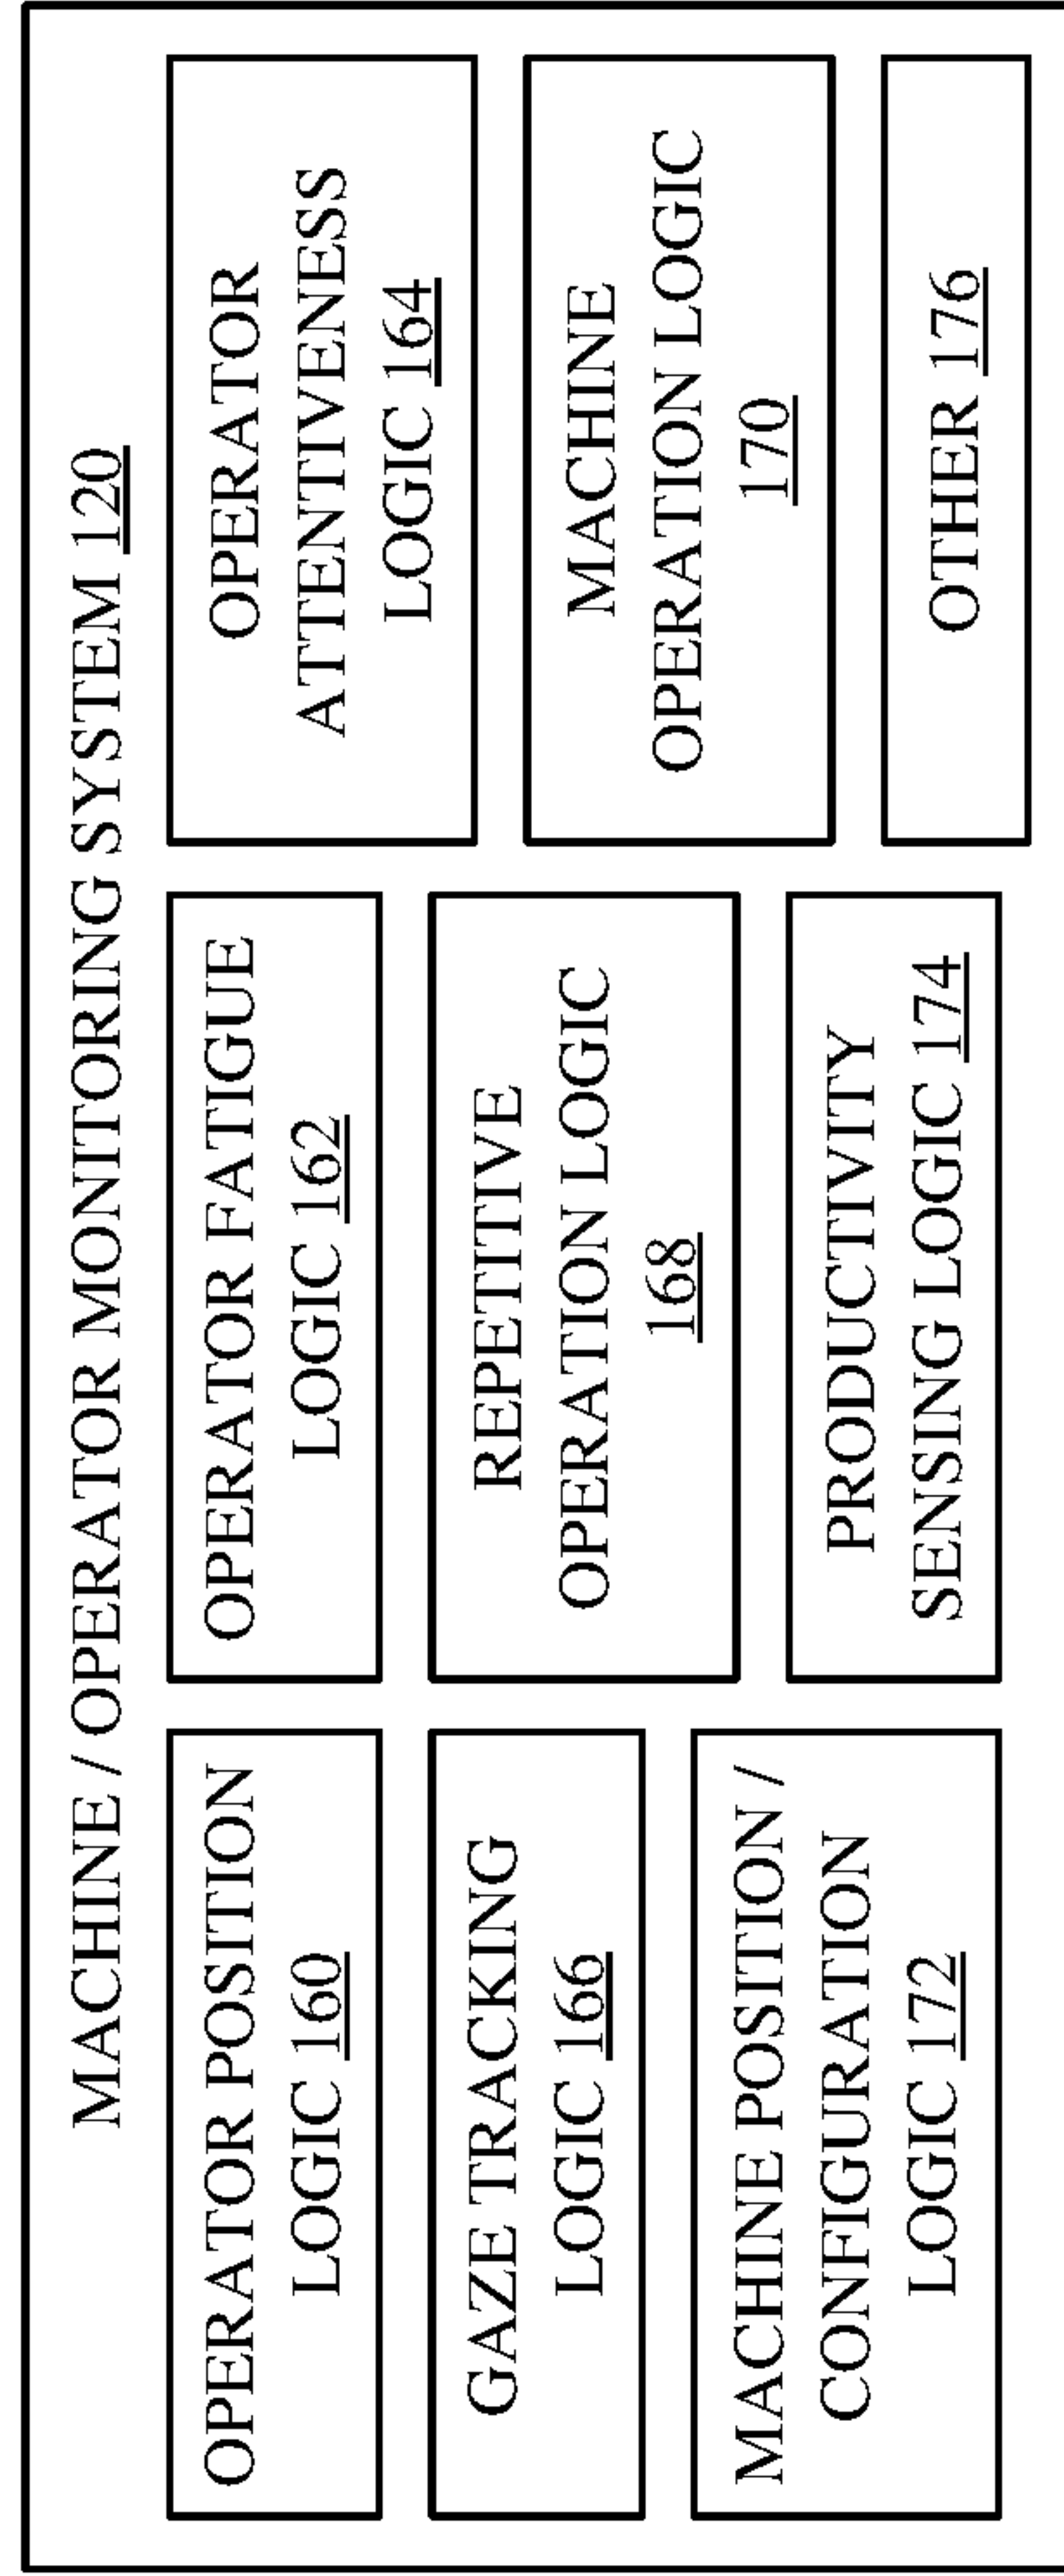 MACHINE / OPERATOR MONITORING SYSTEM 120
OPERATOR POSITION
LOGIC 160
OPERATOR FATIGUE
LOGIC 162
OPERATOR
ATTENTIVENESS
LOGIC 164
GAZE TRACKING
LOGIC 166
REPETITIVE
OPERATION LOGIC
168
MACHINE
OPERATION LOGIC
170
MACHINE POSITION /
CONFIGURATION
LOGIC 172
PRODUCTIVITY
SENSING LOGIC 174
OTHER 176